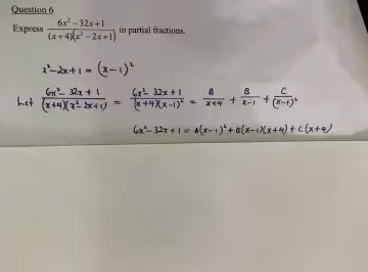 Question 6
Express (6x² − 32x + 1)/((x + 4)(x² − 2x + 1)) in partial fractions.
x² − 2x + 1 = (x − 1)²
Let (6x² − 32x + 1)/((x+4)(x² − 2x + 1)) = (6x² − 32x + 1)/((x+4)(x−1)²) = A/(x+4) + B/(x−1) + C/(x−1)²
6x² − 32x + 1 = A(x−1)² + B(x−1)(x+4) + C(x+4)